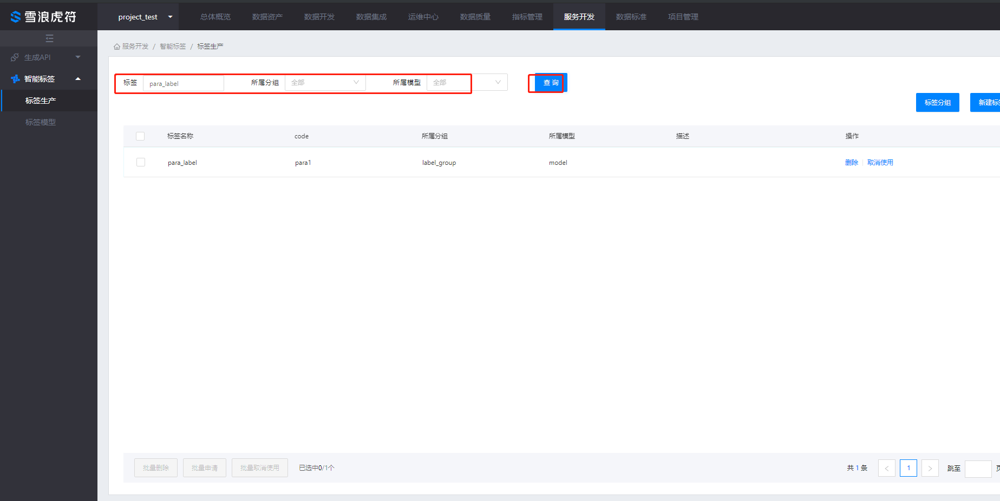 雪浪虎符 project_test 总体概览 数据资产 数据开发 数据集成 运维中心 数据质量 指标管理 服务开发 数据标准 项目管理
服务开发 / 智能标签 / 标签生产
生成API
智能标签
标签生产
标签模型
标签 para_label 所属分组 全部 所属模型 全部 查 询
标签分组 新建标
标签名称 code 所属分组 所属模型 描述 操作
para_label para1 label_group model 删除 取消使用
批量删除 批量申请 批量取消使用 已选中0/1个 共 1 条 < 1 > 跳至